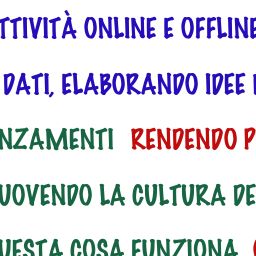 TTIVITÀ ONLINE E OFFLINE
DATI, ELABORANDO IDEE
NZAMENTI RENDENDO P
UOVENDO LA CULTURA DE
UESTA COSA FUNZIONA